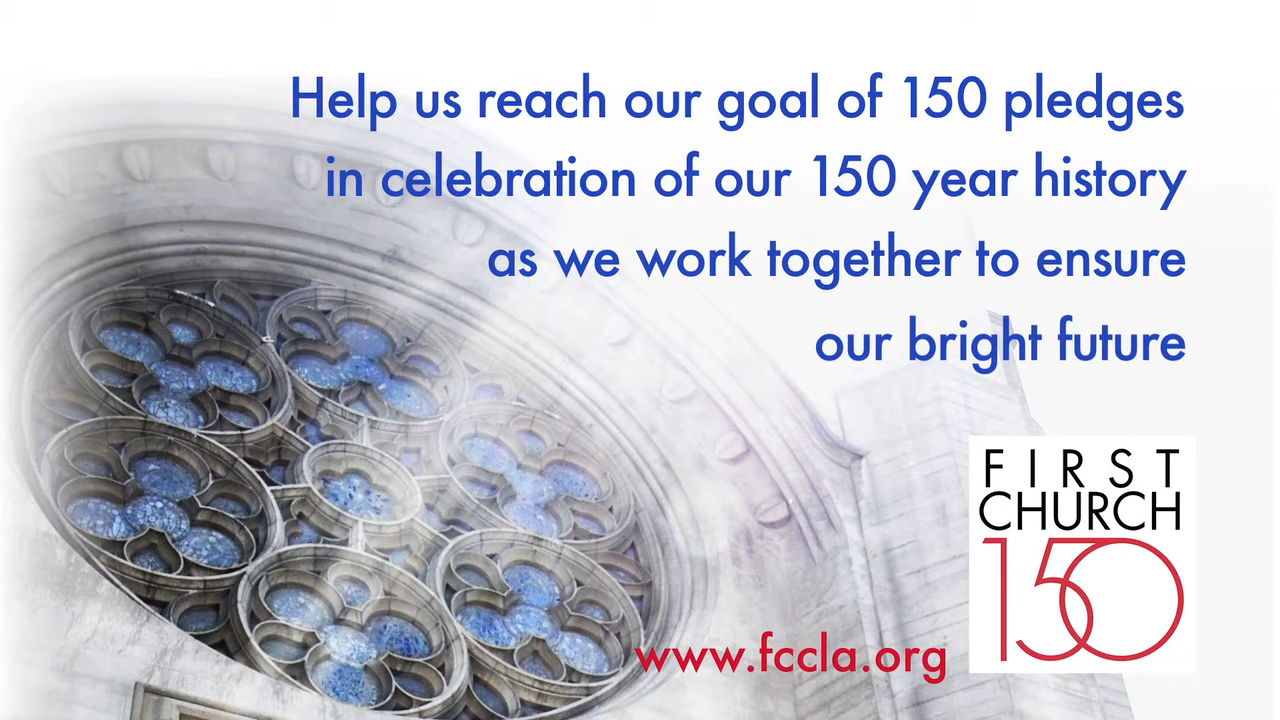 Help us reach our goal of 150 pledges
in celebration of our 150 year history
as we work together to ensure
our bright future
FIRST
CHURCH
150
www.fccla.org